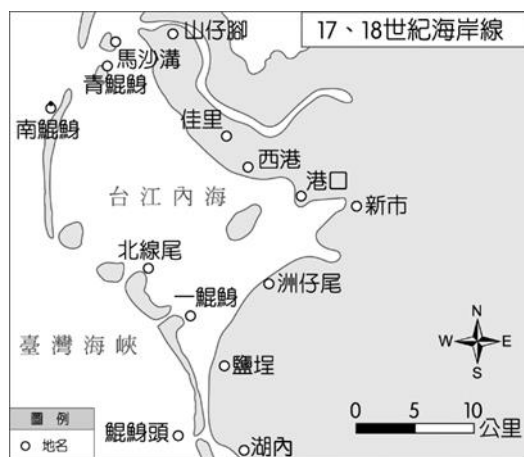 17、18世紀海岸線
山仔腳
馬沙溝
青鯤鯓
南鯤鯓
佳里
西港
港口
新市
台江內海
北線尾
一鯤鯓
洲仔尾
臺灣海峽
鹽埕
N
W E
S
0 5 10
公里
圖例
地名
鯤鯓頭
湖內